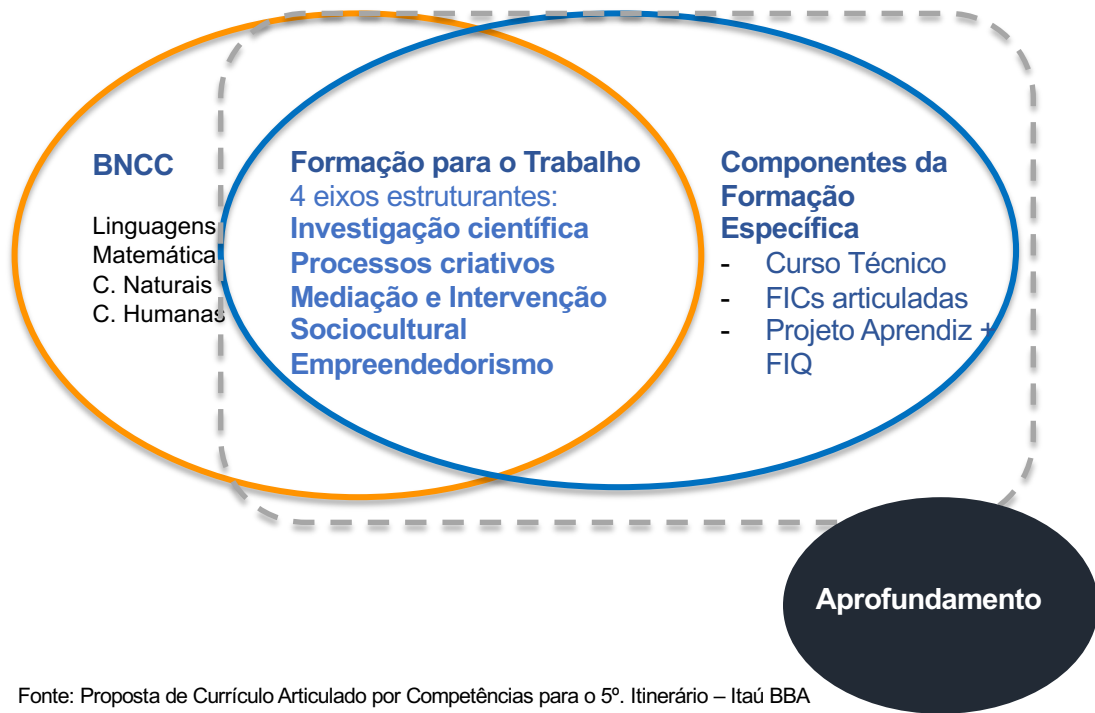 BNCC
Linguagens
Matemática
C. Naturais
C. Humanas
Formação para o Trabalho
4 eixos estruturantes:
Investigação científica
Processos criativos
Mediação e Intervenção
Sociocultural
Empreendedorismo
Componentes da
Formação
Específica
- Curso Técnico
- FICs articuladas
- Projeto Aprendiz +
FIQ
Aprofundamento
Fonte: Proposta de Currículo Articulado por Competências para o 5º. Itinerário – Itaú BBA